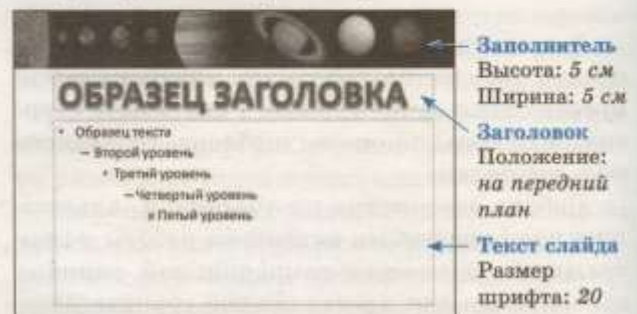 ОБРАЗЕЦ ЗАГОЛОВКА
• Образец текста
– Второй уровень
• Третий уровень
– Четвертый уровень
» Пятый уровень
Заполнитель
Высота: 5 см
Ширина: 5 см
Заголовок
Положение:
на передний
план
Текст слайда
Размер
шрифта: 20